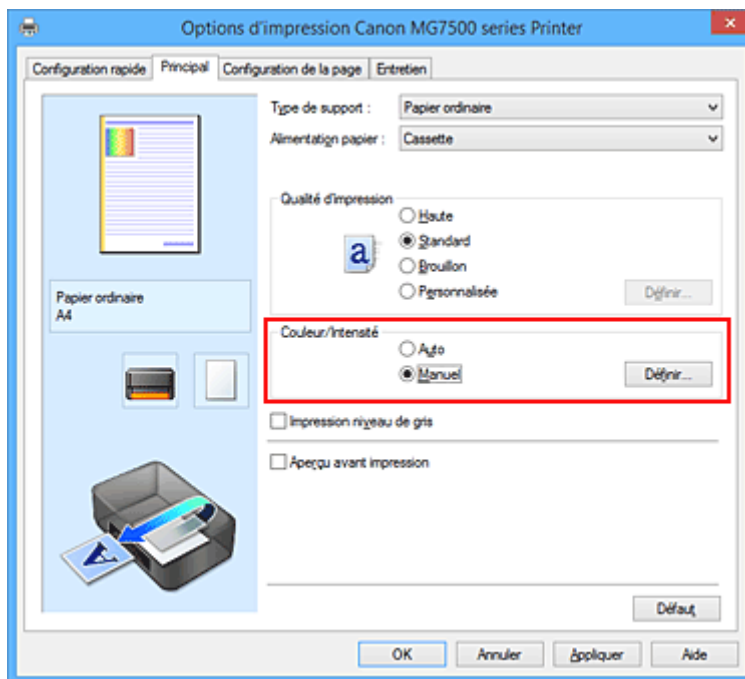 Options d'impression Canon MG7500 series Printer
Configuration rapide Principal Configuration de la page Entretien
Type de support : Papier ordinaire
Alimentation papier : Cassette
Qualité d'impression
Haute
Standard
Brouillon
Personnalisée Définir...
Papier ordinaire
A4
Couleur/Intensité
Auto
Manuel Définir...
Impression niveau de gris
Aperçu avant impression
Défaut
OK Annuler Appliquer Aide